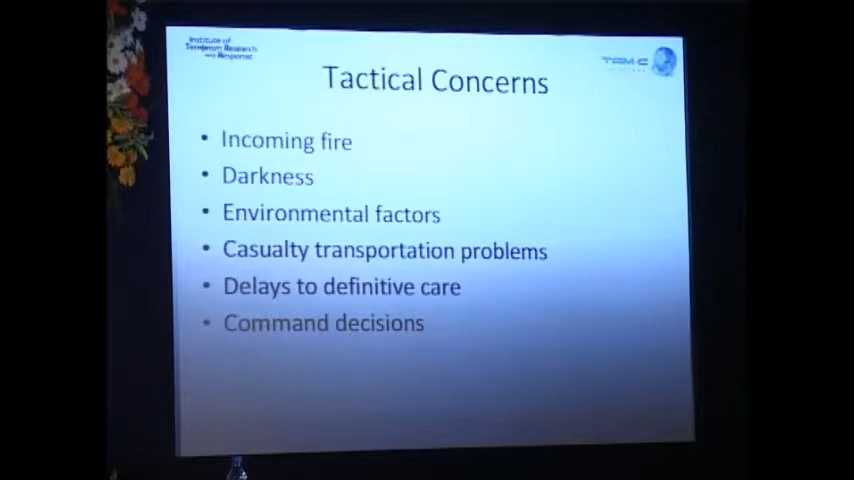 Institute of
Terrorism Research
and Response
TAM-C
Tactical Concerns
• Incoming fire
• Darkness
• Environmental factors
• Casualty transportation problems
• Delays to definitive care
• Command decisions